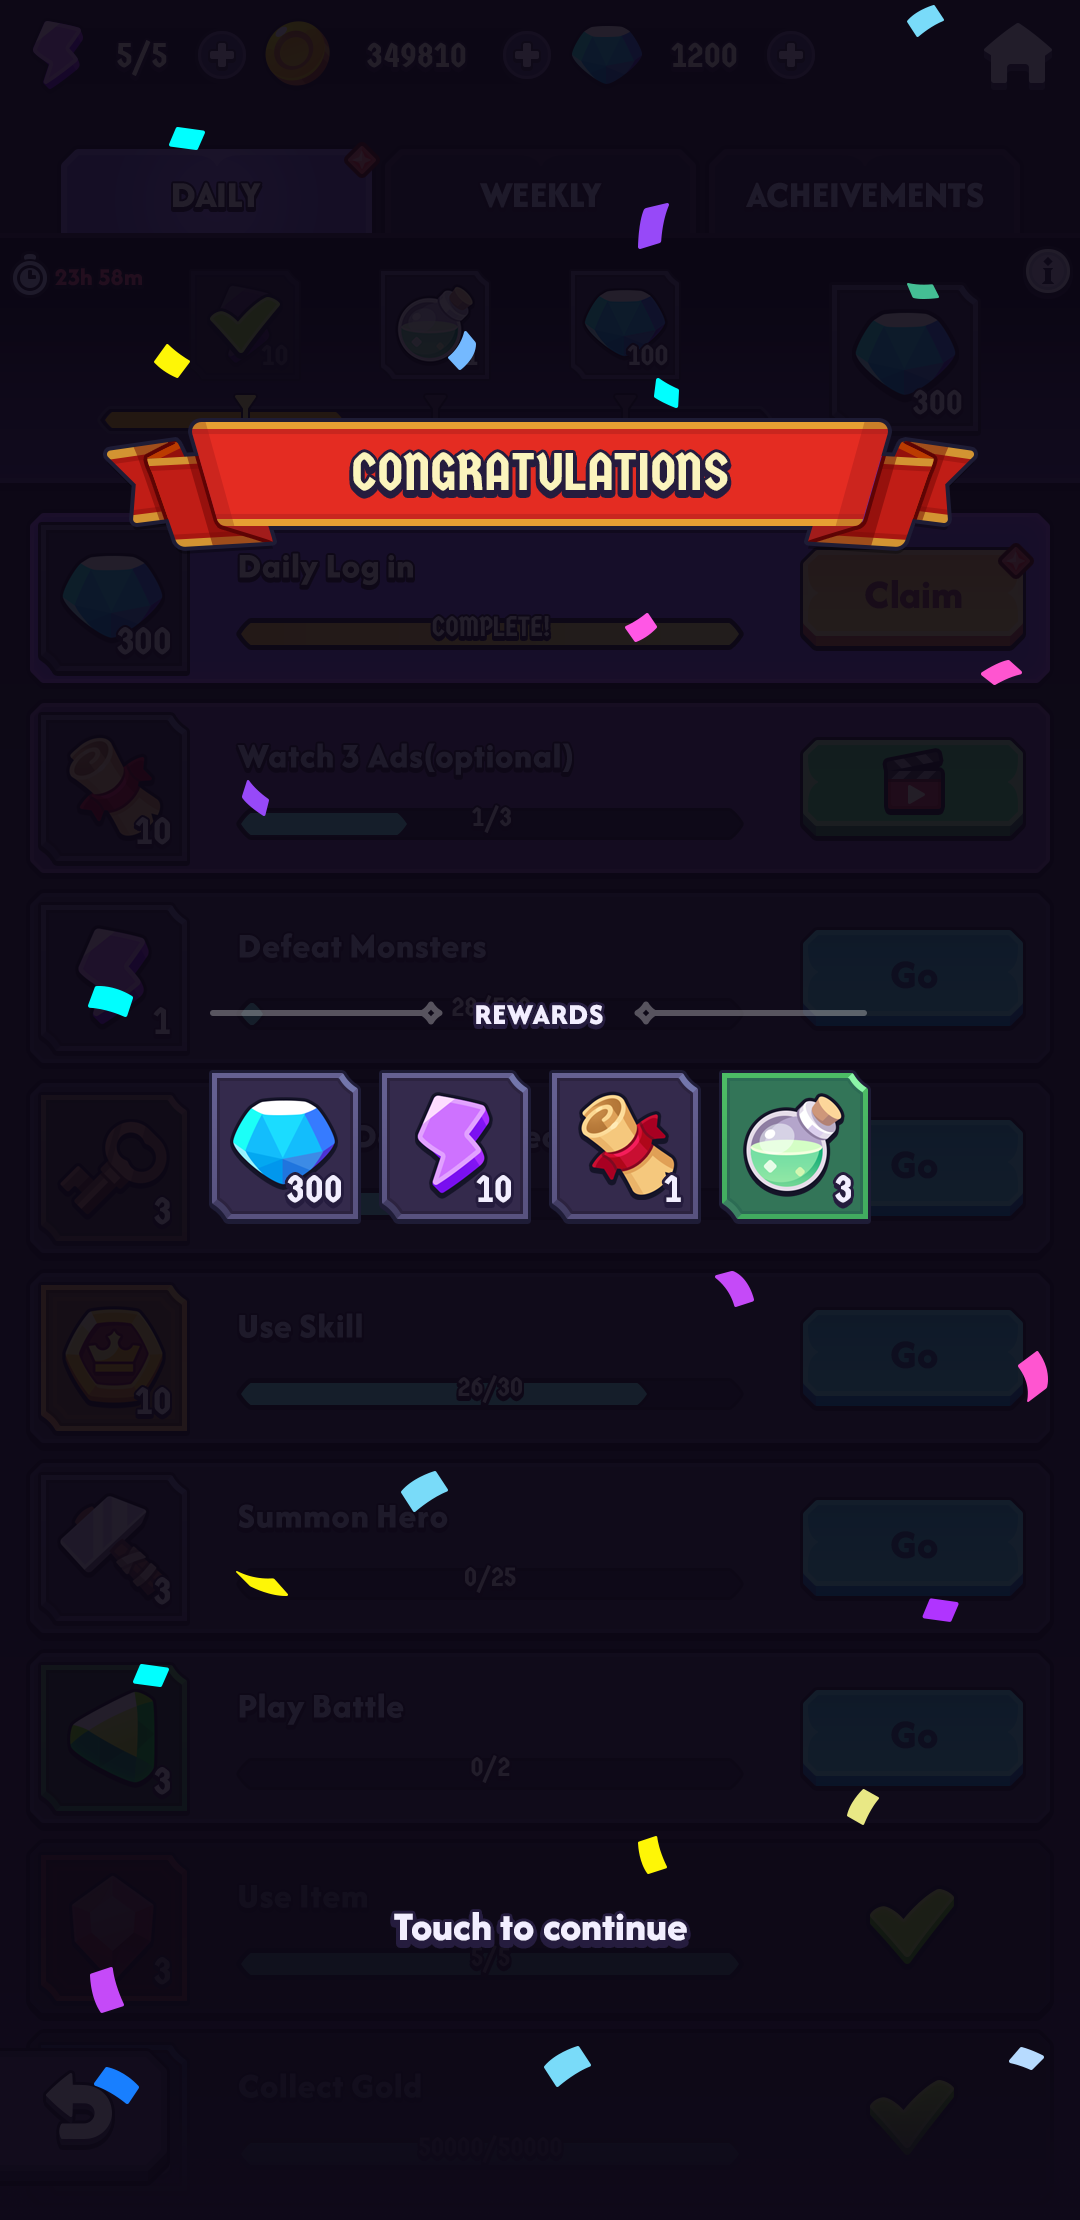 5/5
349810
1200
DAILY
WEEKLY
ACHEIVEMENTS
23h 58m
10
100
300
CONGRATULATIONS
Daily Log in
300
COMPLETE!
Claim
Watch 3 Ads(optional)
10
1/3
Defeat Monsters
1
Go
REWARDS
300
10
1
3
3
Go
Use Skill
10
26/30
Go
Summon Hero
3
0/25
Go
Play Battle
3
0/2
Go
Use Item
3
5/5
Touch to continue
Collect Gold
50000/50000